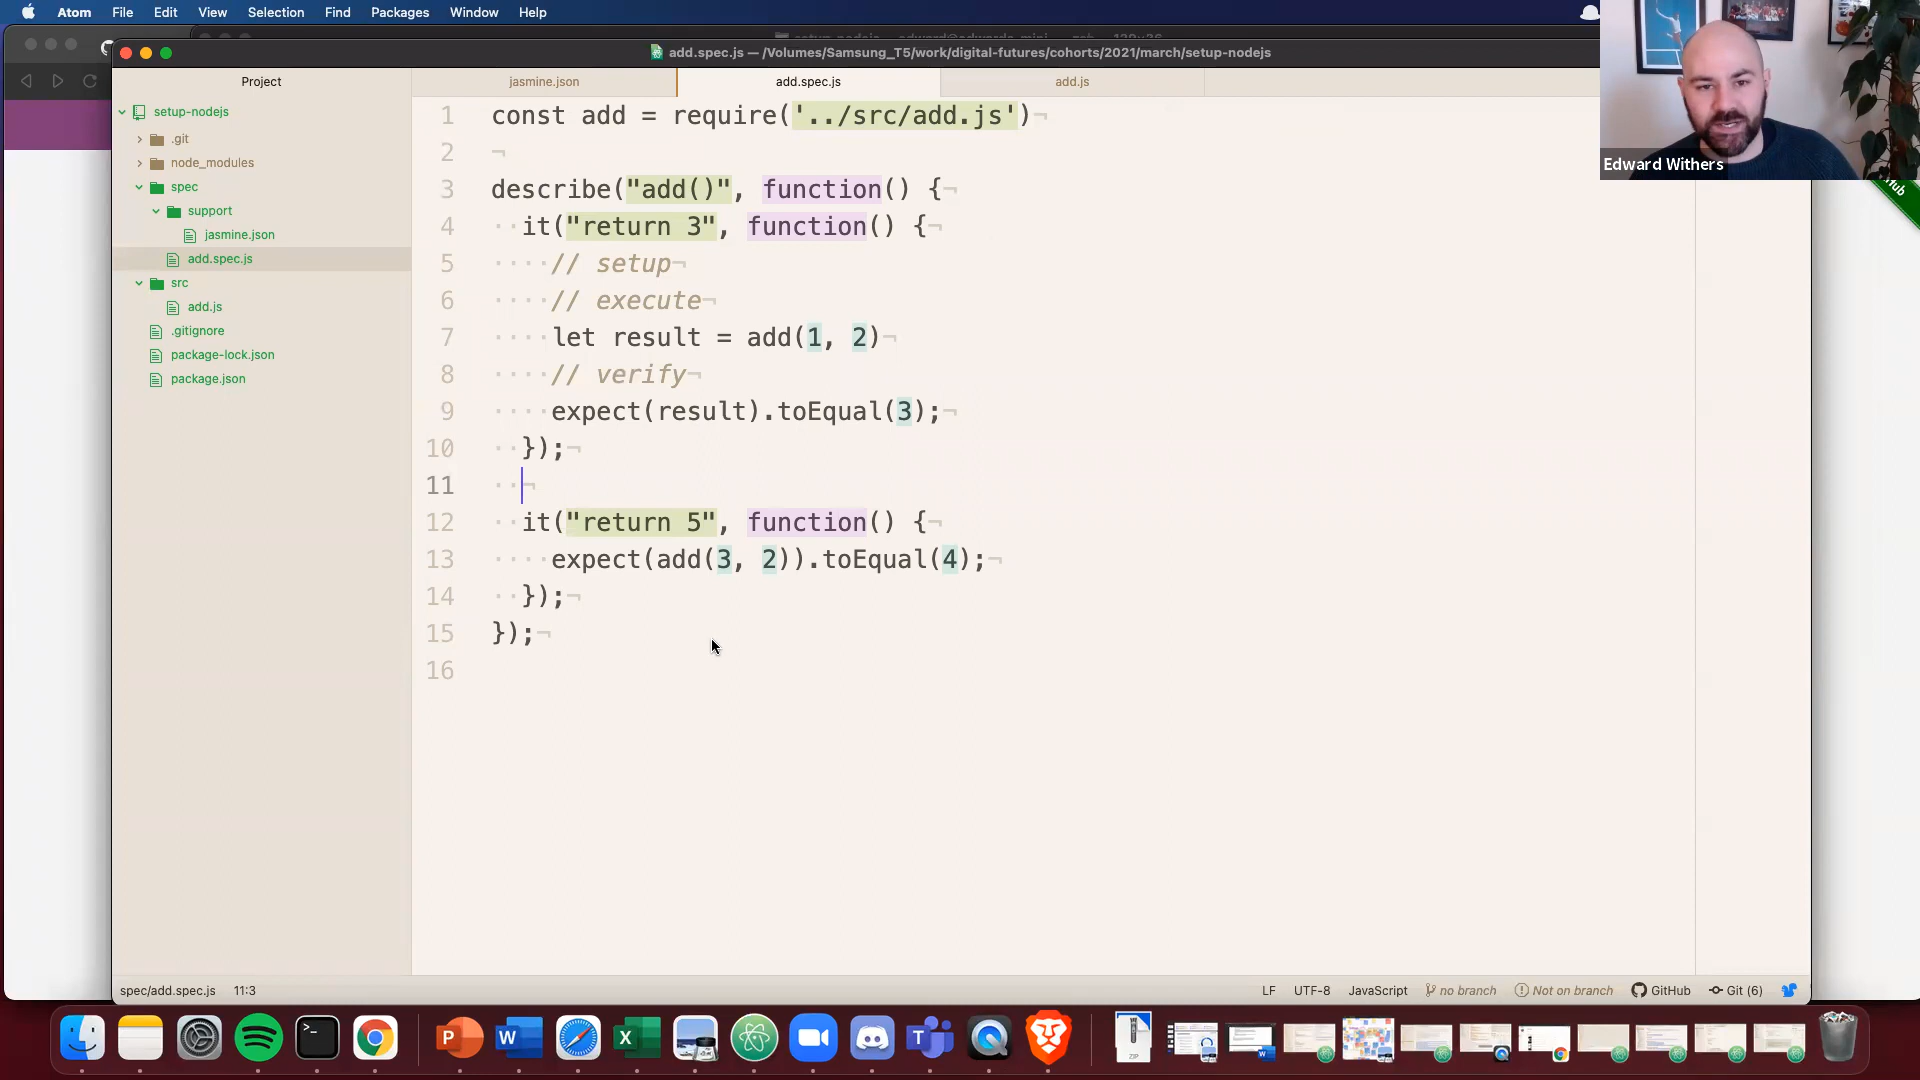 Atom File Edit View Selection Find Packages Window Help
add.spec.js — /Volumes/Samsung_T5/work/digital-futures/cohorts/2021/march/setup-nodejs
Project
jasmine.json
add.spec.js
add.js
setup-nodejs
.git
node_modules
spec
support
jasmine.json
add.spec.js
src
add.js
.gitignore
package-lock.json
package.json
1 const add = require('../src/add.js')¬
2 ¬
3 describe("add()", function() {¬
4 ··it("return 3", function() {¬
5 ····// setup¬
6 ····// execute¬
7 ····let result = add(1, 2)¬
8 ····// verify¬
9 ····expect(result).toEqual(3);¬
10 ··});¬
11 ··¬
12 ··it("return 5", function() {¬
13 ····expect(add(3, 2)).toEqual(4);¬
14 ··});¬
15 });¬
16
Edward Withers
spec/add.spec.js 11:3
LF UTF-8 JavaScript no branch Not on branch GitHub Git (6)
P
W
X
ZIP